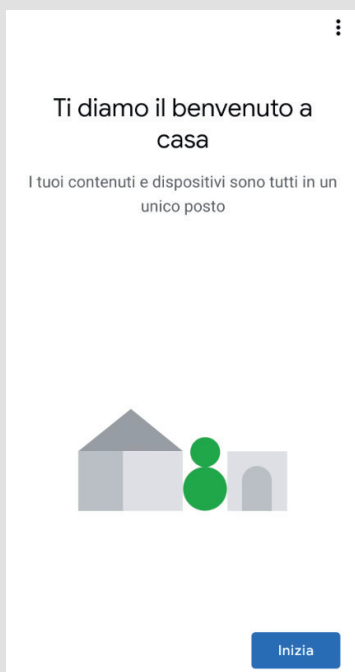 Ti diamo il benvenuto a
casa
I tuoi contenuti e dispositivi sono tutti in un
unico posto
Inizia